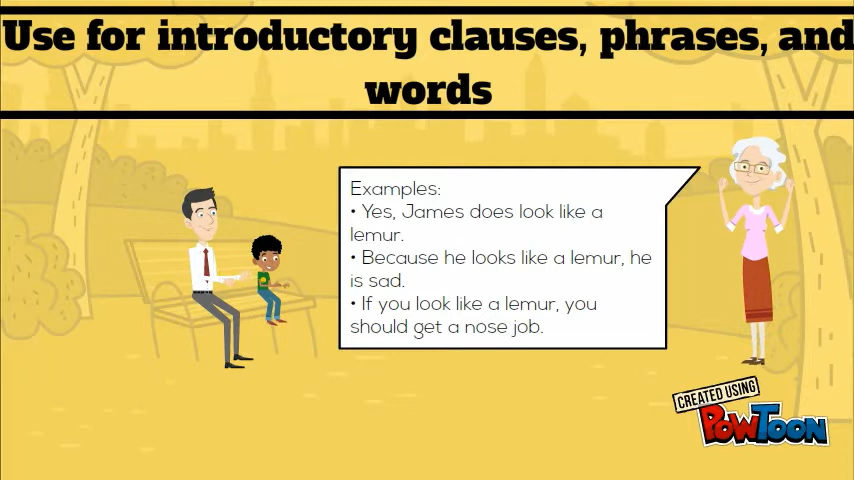 Use for introductory clauses, phrases, and
words
Examples:
• Yes, James does look like a
lemur.
• Because he looks like a lemur, he
is sad.
• If you look like a lemur, you
should get a nose job.
CREATED USING
POWTOON